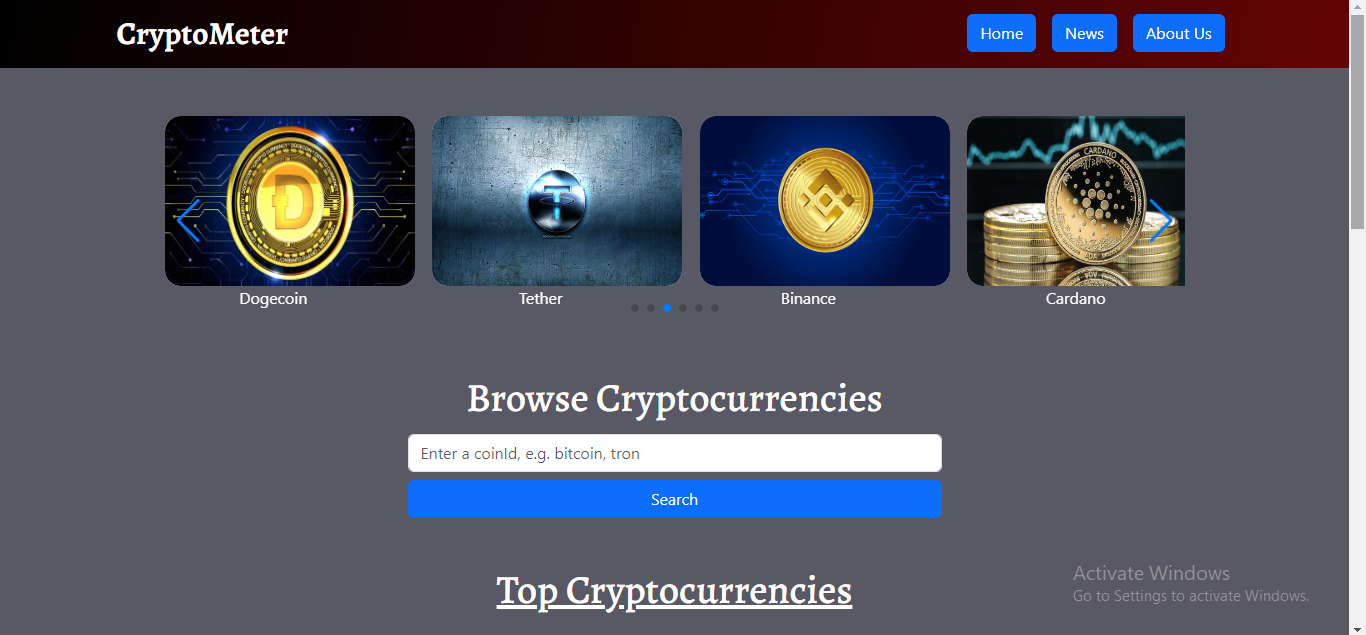 CryptoMeter
Home News About Us
Dogecoin Tether Binance Cardano
Browse Cryptocurrencies
Enter a coinId, e.g. bitcoin, tron
Search
Top Cryptocurrencies
Activate Windows
Go to Settings to activate Windows.